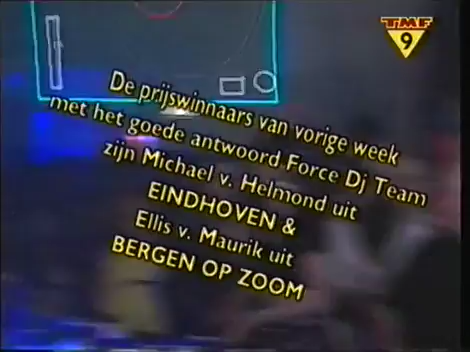 TMF
9
De prijswinnaars van vorige week
met het goede antwoord Force Dj Team
zijn Michael v. Helmond uit
EINDHOVEN &
Ellis v. Maurik uit
BERGEN OP ZOOM